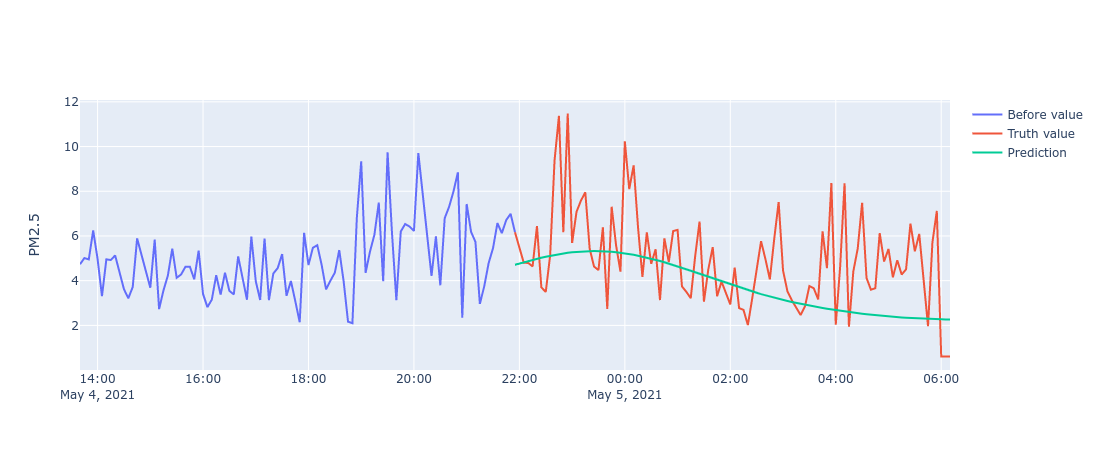 PM2.5
12
10
8
6
4
2
14:00 16:00 18:00 20:00 22:00 00:00 02:00 04:00 06:00
May 4, 2021 May 5, 2021
Before value
Truth value
Prediction